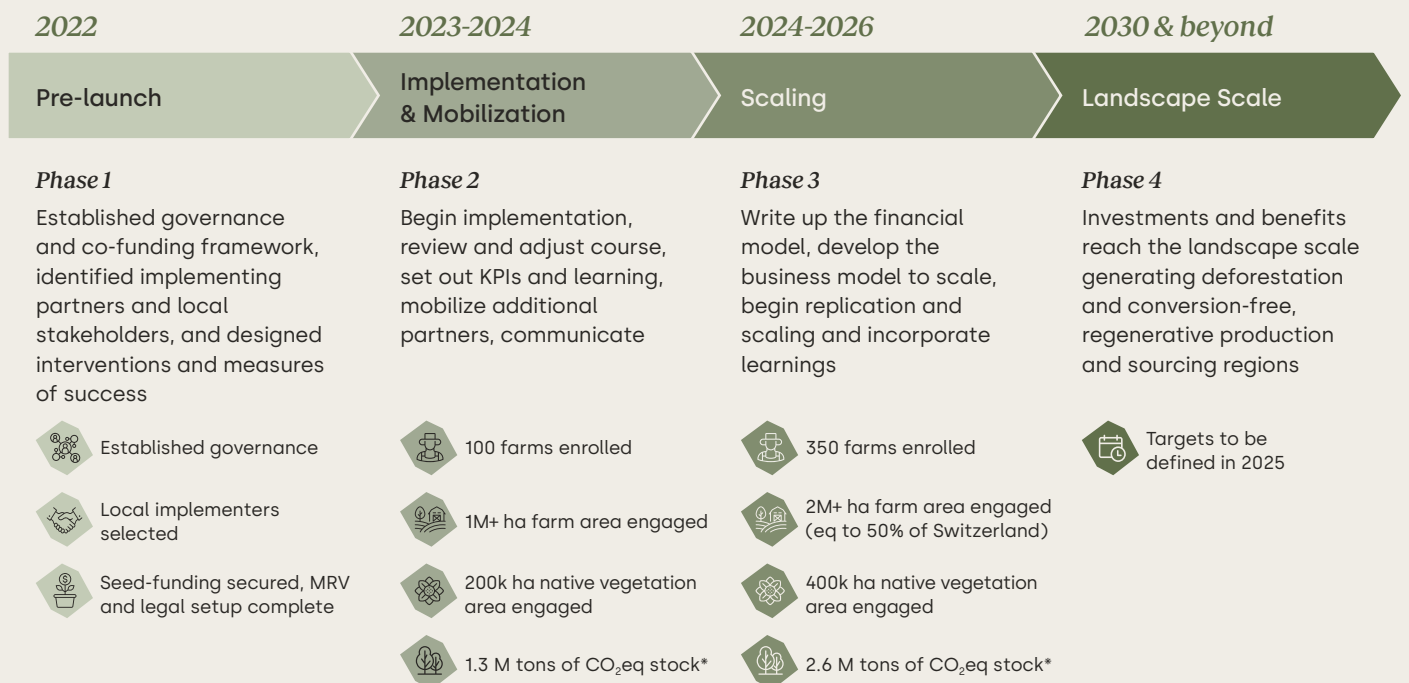 2022
2023-2024
2024-2026
2030 & beyond
Pre-launch
Implementation
& Mobilization
Scaling
Landscape Scale
Phase 1
Established governance
and co-funding framework,
identified implementing
partners and local
stakeholders, and designed
interventions and measures
of success
Established governance
Local implementers
selected
Seed-funding secured, MRV
and legal setup complete
Phase 2
Begin implementation,
review and adjust course,
set out KPIs and learning,
mobilize additional
partners, communicate
100 farms enrolled
1M+ ha farm area engaged
200k ha native vegetation
area engaged
1.3 M tons of CO₂eq stock*
Phase 3
Write up the financial
model, develop the
business model to scale,
begin replication and
scaling and incorporate
learnings
350 farms enrolled
2M+ ha farm area engaged
(eq to 50% of Switzerland)
400k ha native vegetation
area engaged
2.6 M tons of CO₂eq stock*
Phase 4
Investments and benefits
reach the landscape scale
generating deforestation
and conversion-free,
regenerative production
and sourcing regions
Targets to be
defined in 2025